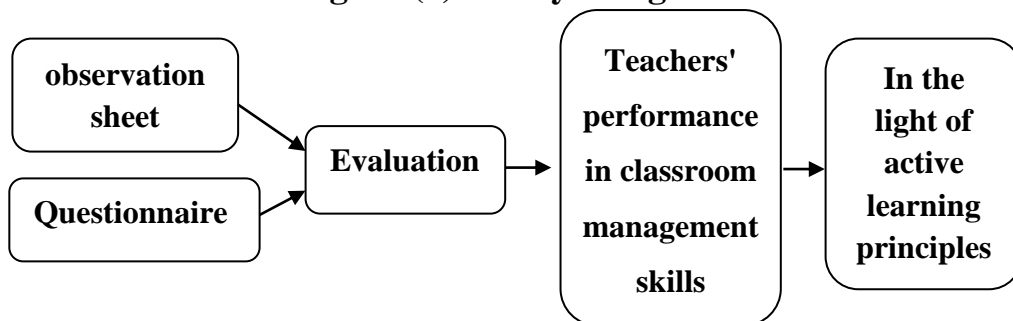 observation
sheet
Questionnaire
Evaluation
Teachers'
performance
in classroom
management
skills
In the
light of
active
learning
principles